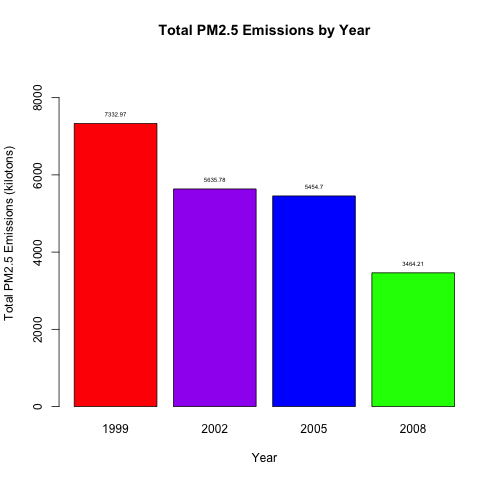 Total PM2.5 Emissions by Year
Total PM2.5 Emissions (kilotons)
8000
6000
4000
2000
0
7332.97
5635.78
5454.7
3464.21
1999 2002 2005 2008
Year